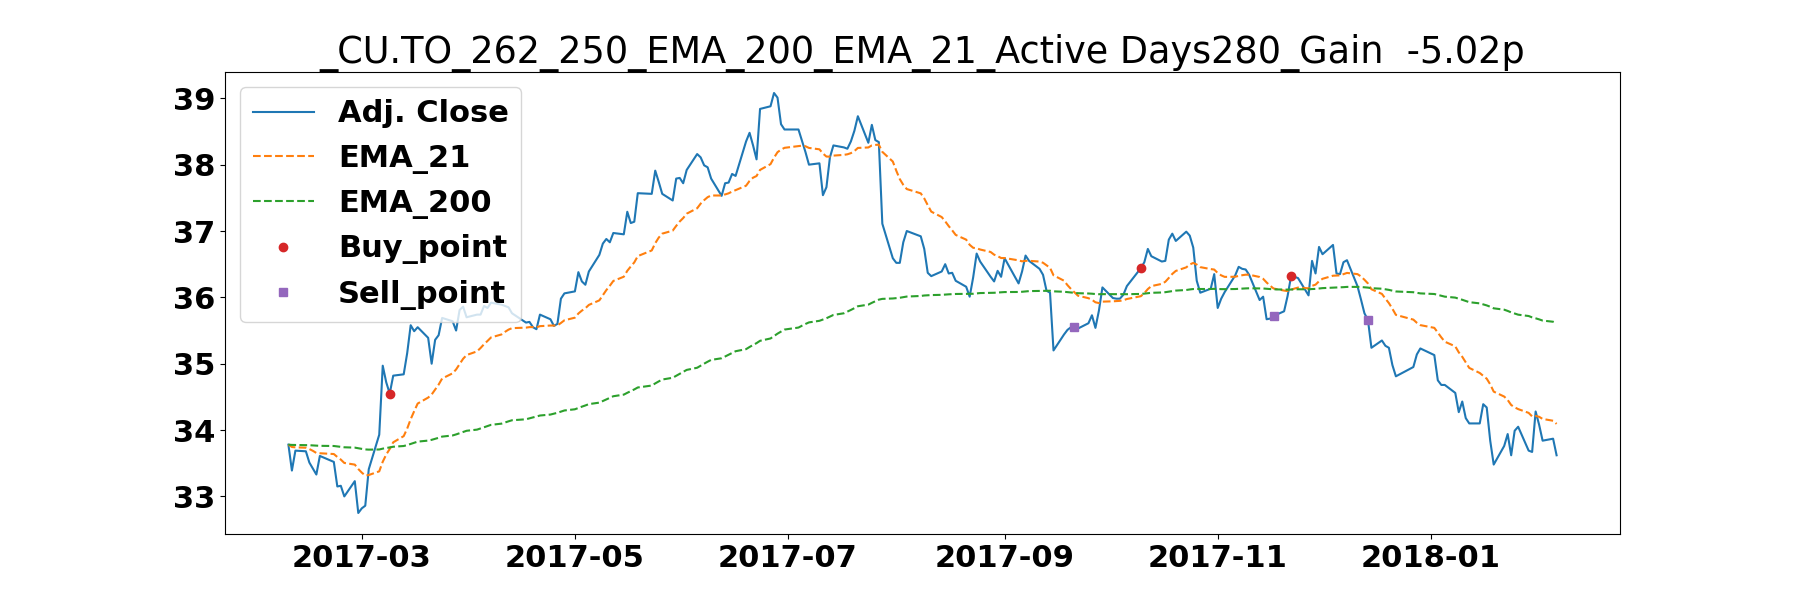 _CU.TO_262_250_EMA_200_EMA_21_Active Days280_Gain  -5.02p
39
38
37
36
35
34
33
Adj. Close
EMA_21
EMA_200
Buy_point
Sell_point
2017-03
2017-05
2017-07
2017-09
2017-11
2018-01